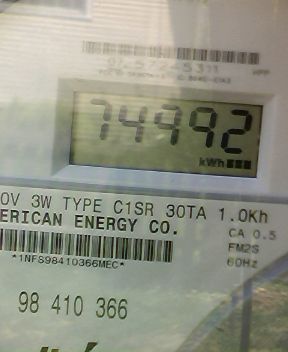 74992
kWh
0V 3W TYPE C1SR 30TA 1.0Kh
ERICAN ENERGY CO.
CA 0.5
FM2S
60Hz
*1NFS98410366MEC*
98 410 366